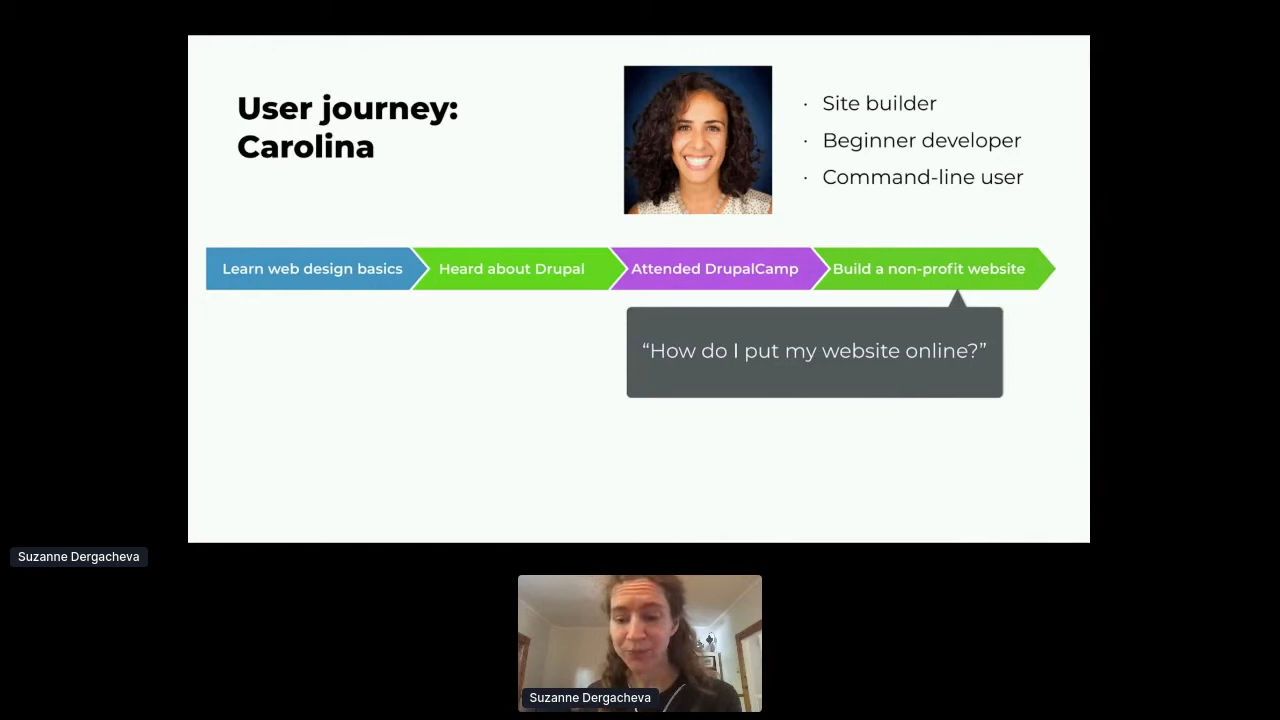 User journey:
Carolina
· Site builder
· Beginner developer
· Command-line user
Learn web design basics
Heard about Drupal
Attended DrupalCamp
Build a non-profit website
“How do I put my website online?”
Suzanne Dergacheva
Suzanne Dergacheva